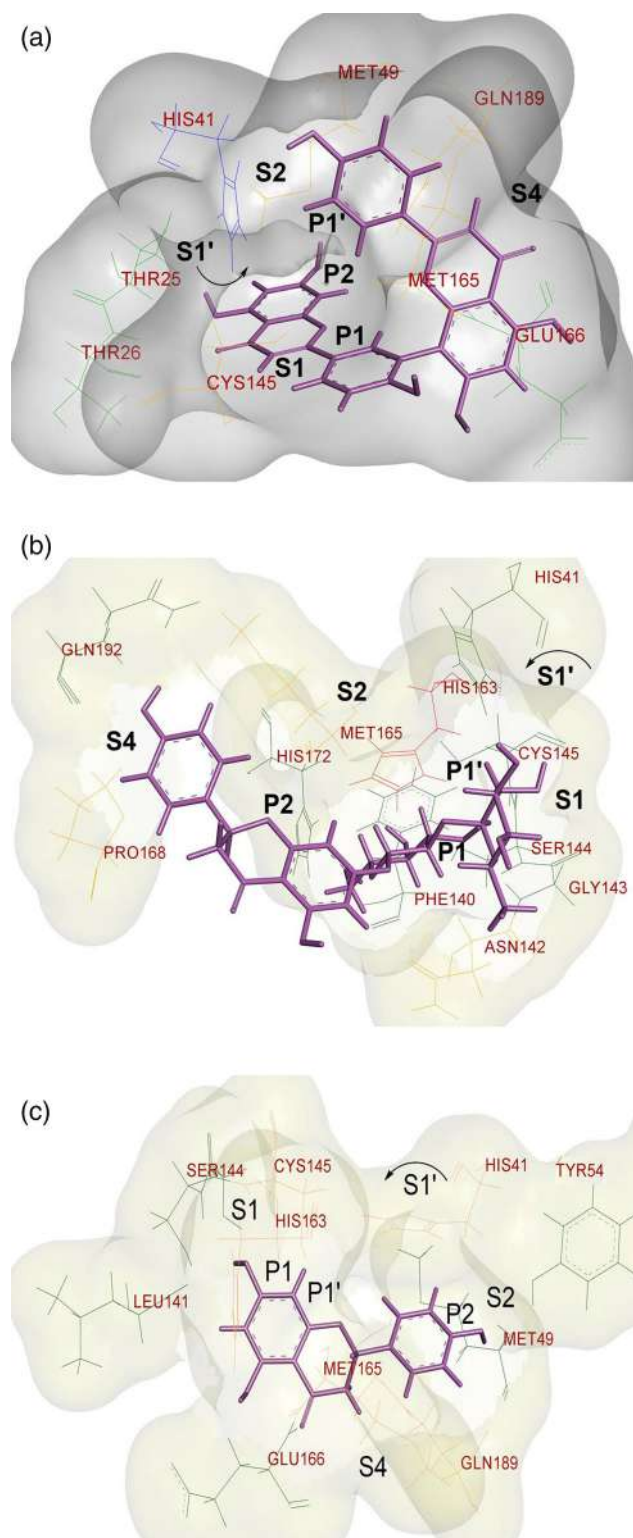 (a)
MET49
GLN189
HIS41
S2
S4
P1'
S1'
P2
THR25
MET165
P1
GLU166
THR26
S1
CYS145
(b)
HIS41
GLN192
S1'
HIS163
S2
S4
MET165
CYS145
HIS172
P1'
P2
S1
PRO168
P1
SER144
PHE140
GLY143
ASN142
(c)
SER144
CYS145
HIS41
TYR54
S1'
S1
HIS163
P1
LEU141
P1'
P2
S2
MET49
MET165
GLU166
S4
GLN189